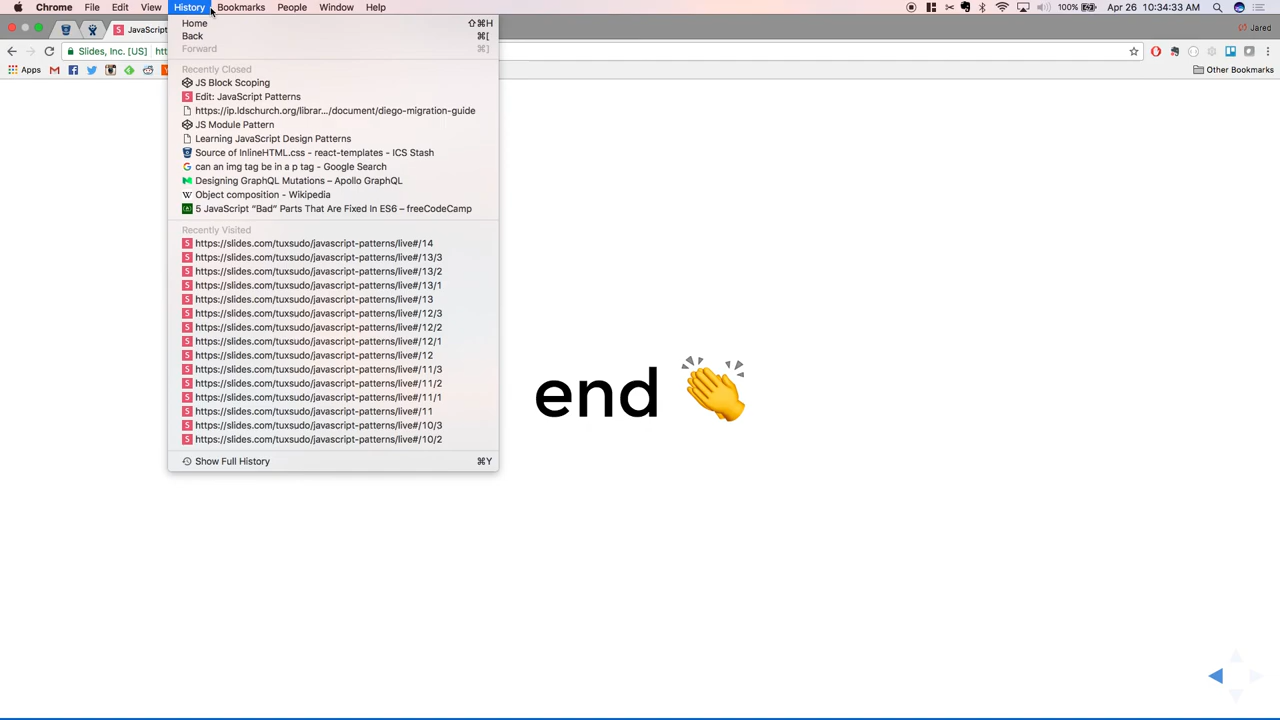 Chrome File Edit View History Bookmarks People Window Help 100% Apr 26 10:34:33 AM
JavaScript Jared
Slides, Inc. [US] htt
Apps Other Bookmarks
Home ⇧⌘H
Back ⌘[
Forward ⌘]
Recently Closed
JS Block Scoping
Edit: JavaScript Patterns
https://ip.ldschurch.org/librar.../document/diego-migration-guide
JS Module Pattern
Learning JavaScript Design Patterns
Source of InlineHTML.css - react-templates - ICS Stash
can an img tag be in a p tag - Google Search
Designing GraphQL Mutations – Apollo GraphQL
Object composition - Wikipedia
5 JavaScript “Bad” Parts That Are Fixed In ES6 – freeCodeCamp
Recently Visited
https://slides.com/tuxsudo/javascript-patterns/live#/14
https://slides.com/tuxsudo/javascript-patterns/live#/13/3
https://slides.com/tuxsudo/javascript-patterns/live#/13/2
https://slides.com/tuxsudo/javascript-patterns/live#/13/1
https://slides.com/tuxsudo/javascript-patterns/live#/13
https://slides.com/tuxsudo/javascript-patterns/live#/12/3
https://slides.com/tuxsudo/javascript-patterns/live#/12/2
https://slides.com/tuxsudo/javascript-patterns/live#/12/1
https://slides.com/tuxsudo/javascript-patterns/live#/12
https://slides.com/tuxsudo/javascript-patterns/live#/11/3
https://slides.com/tuxsudo/javascript-patterns/live#/11/2
https://slides.com/tuxsudo/javascript-patterns/live#/11/1
https://slides.com/tuxsudo/javascript-patterns/live#/11
https://slides.com/tuxsudo/javascript-patterns/live#/10/3
https://slides.com/tuxsudo/javascript-patterns/live#/10/2
Show Full History ⌘Y
end 👏